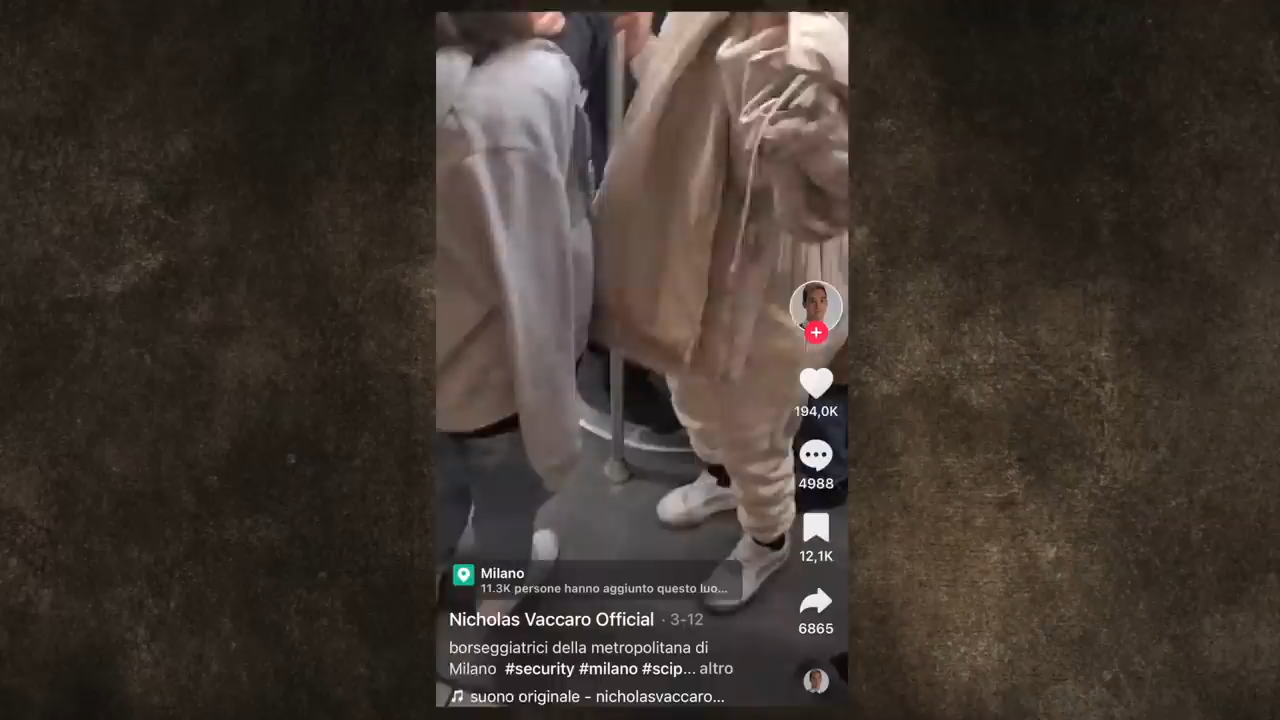 194,0K
4988
12,1K
6865
Milano
11.3K persone hanno aggiunto questo luo...
Nicholas Vaccaro Official · 3-12
borseggiatrici della metropolitana di
Milano #security #milano #scip... altro
suono originale - nicholasvaccaro...